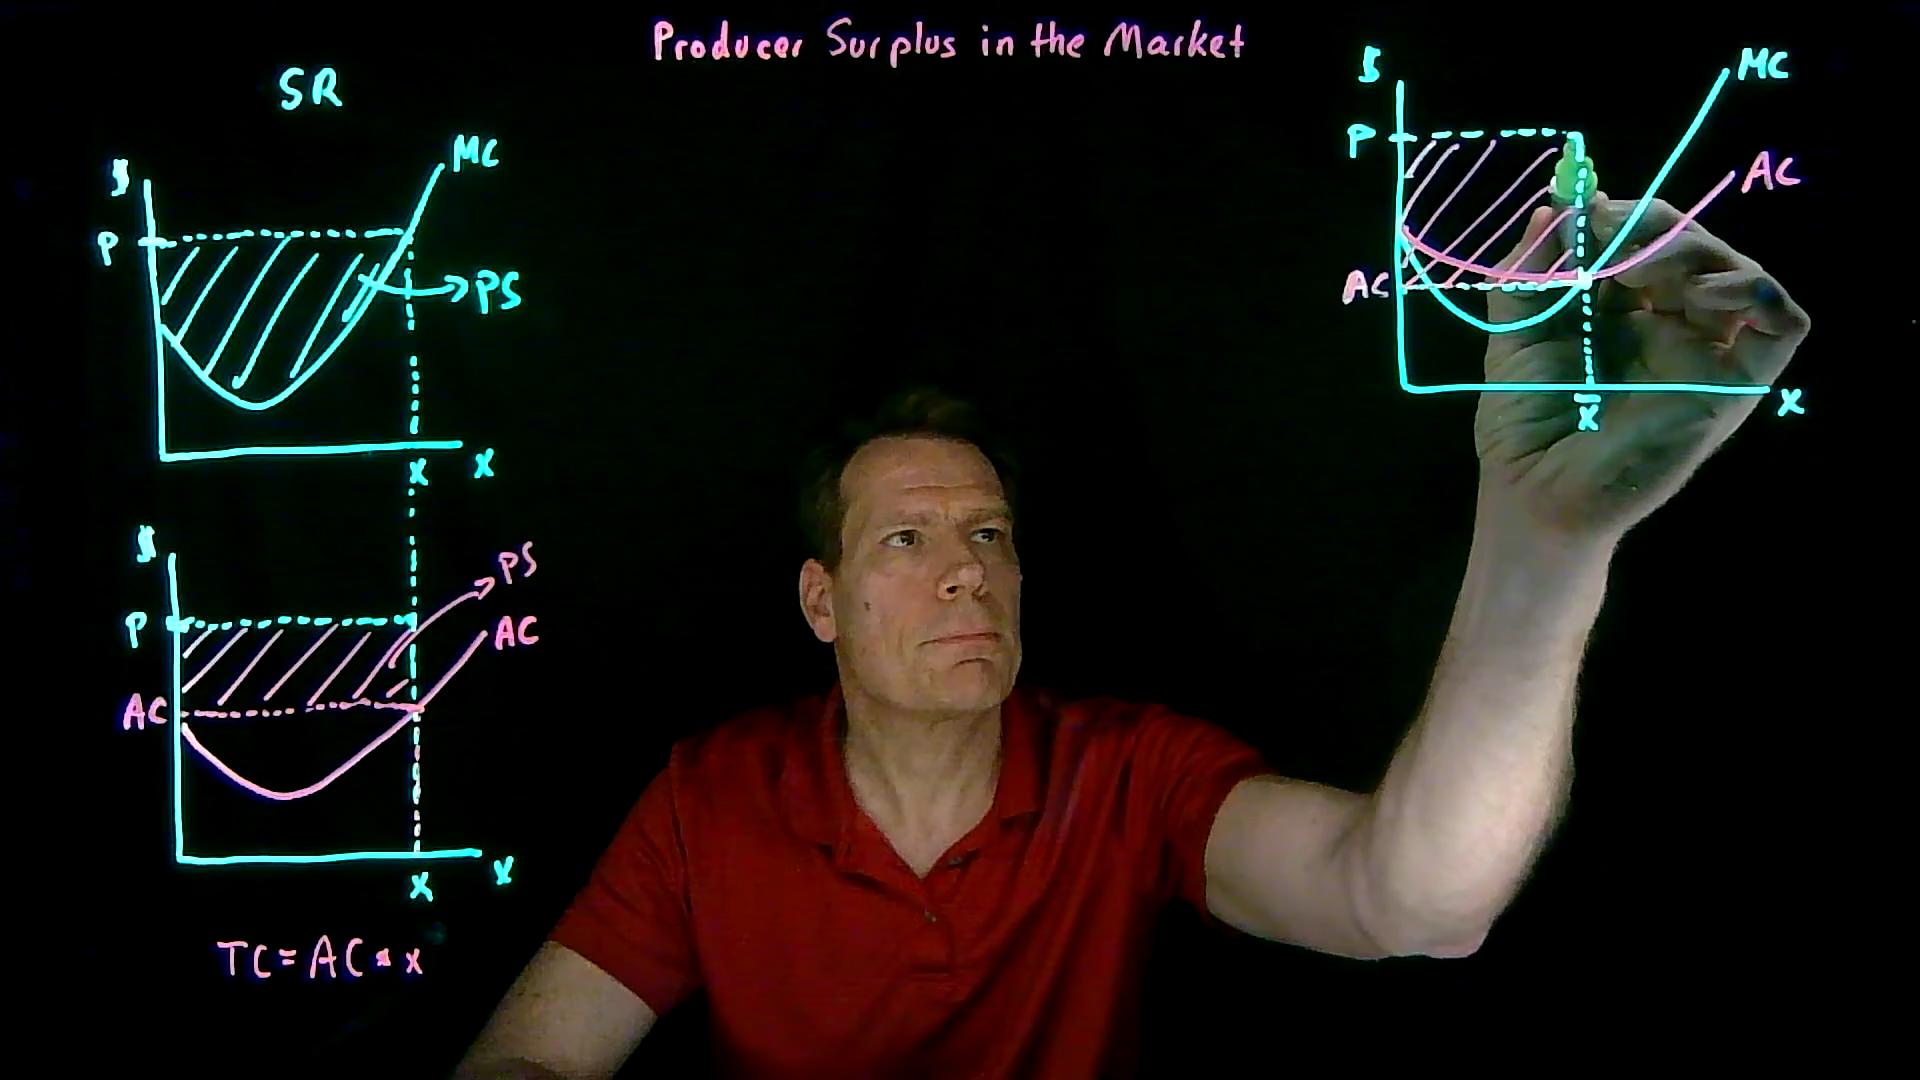 Producer Surplus in the Market
SR
$
MC
P
PS
x
x
$
PS
P
AC
AC
x
x
TC = AC * x
$
MC
P
AC
AC
x̄
x